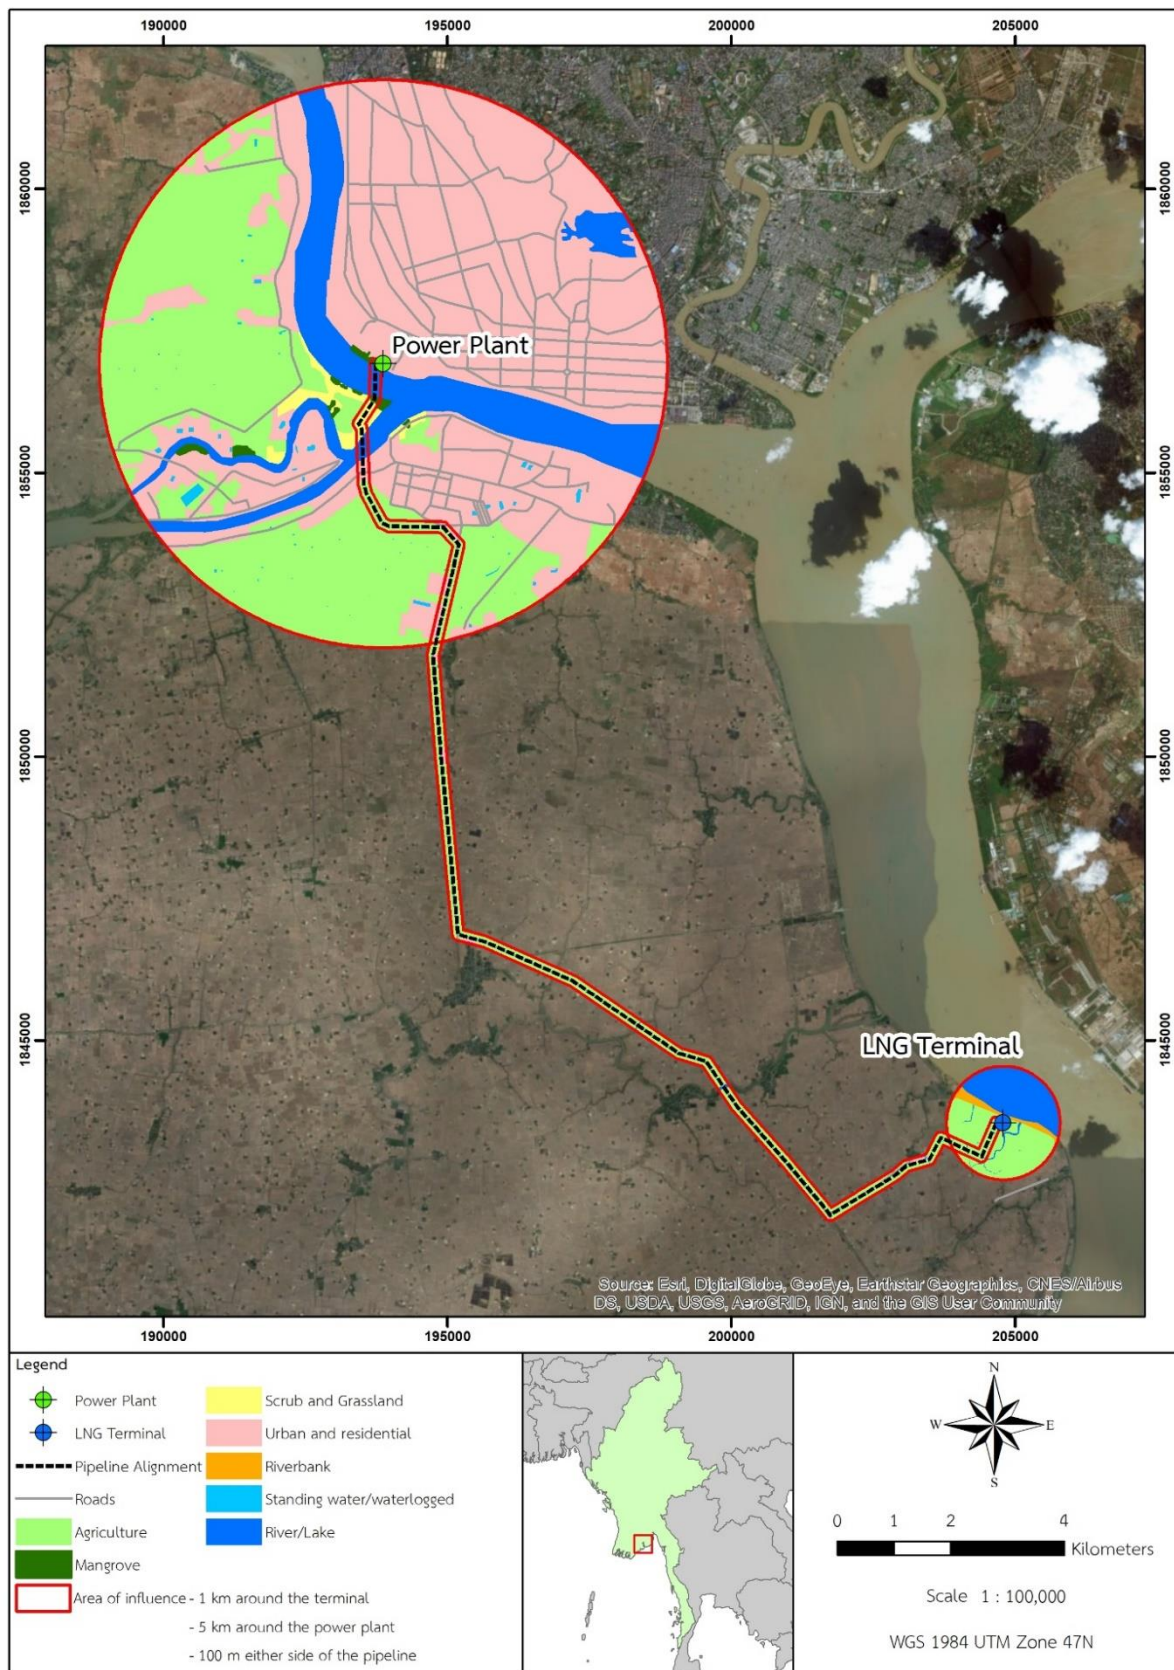 190000 195000 200000 205000
1860000 1860000
Power Plant
1855000 1855000
1850000 1850000
1845000 1845000
LNG Terminal
Source: Esri, DigitalGlobe, GeoEye, Earthstar Geographics, CNES/Airbus
DS, USDA, USGS, AeroGRID, IGN, and the GIS User Community
190000 195000 200000 205000
Legend
Power Plant
LNG Terminal
Pipeline Alignment
Roads
Agriculture
Mangrove
Scrub and Grassland
Urban and residential
Riverbank
Standing water/waterlogged
River/Lake
Area of influence - 1 km around the terminal
- 5 km around the power plant
- 100 m either side of the pipeline
N
W E
S
0 1 2 4
Kilometers
Scale 1 : 100,000
WGS 1984 UTM Zone 47N